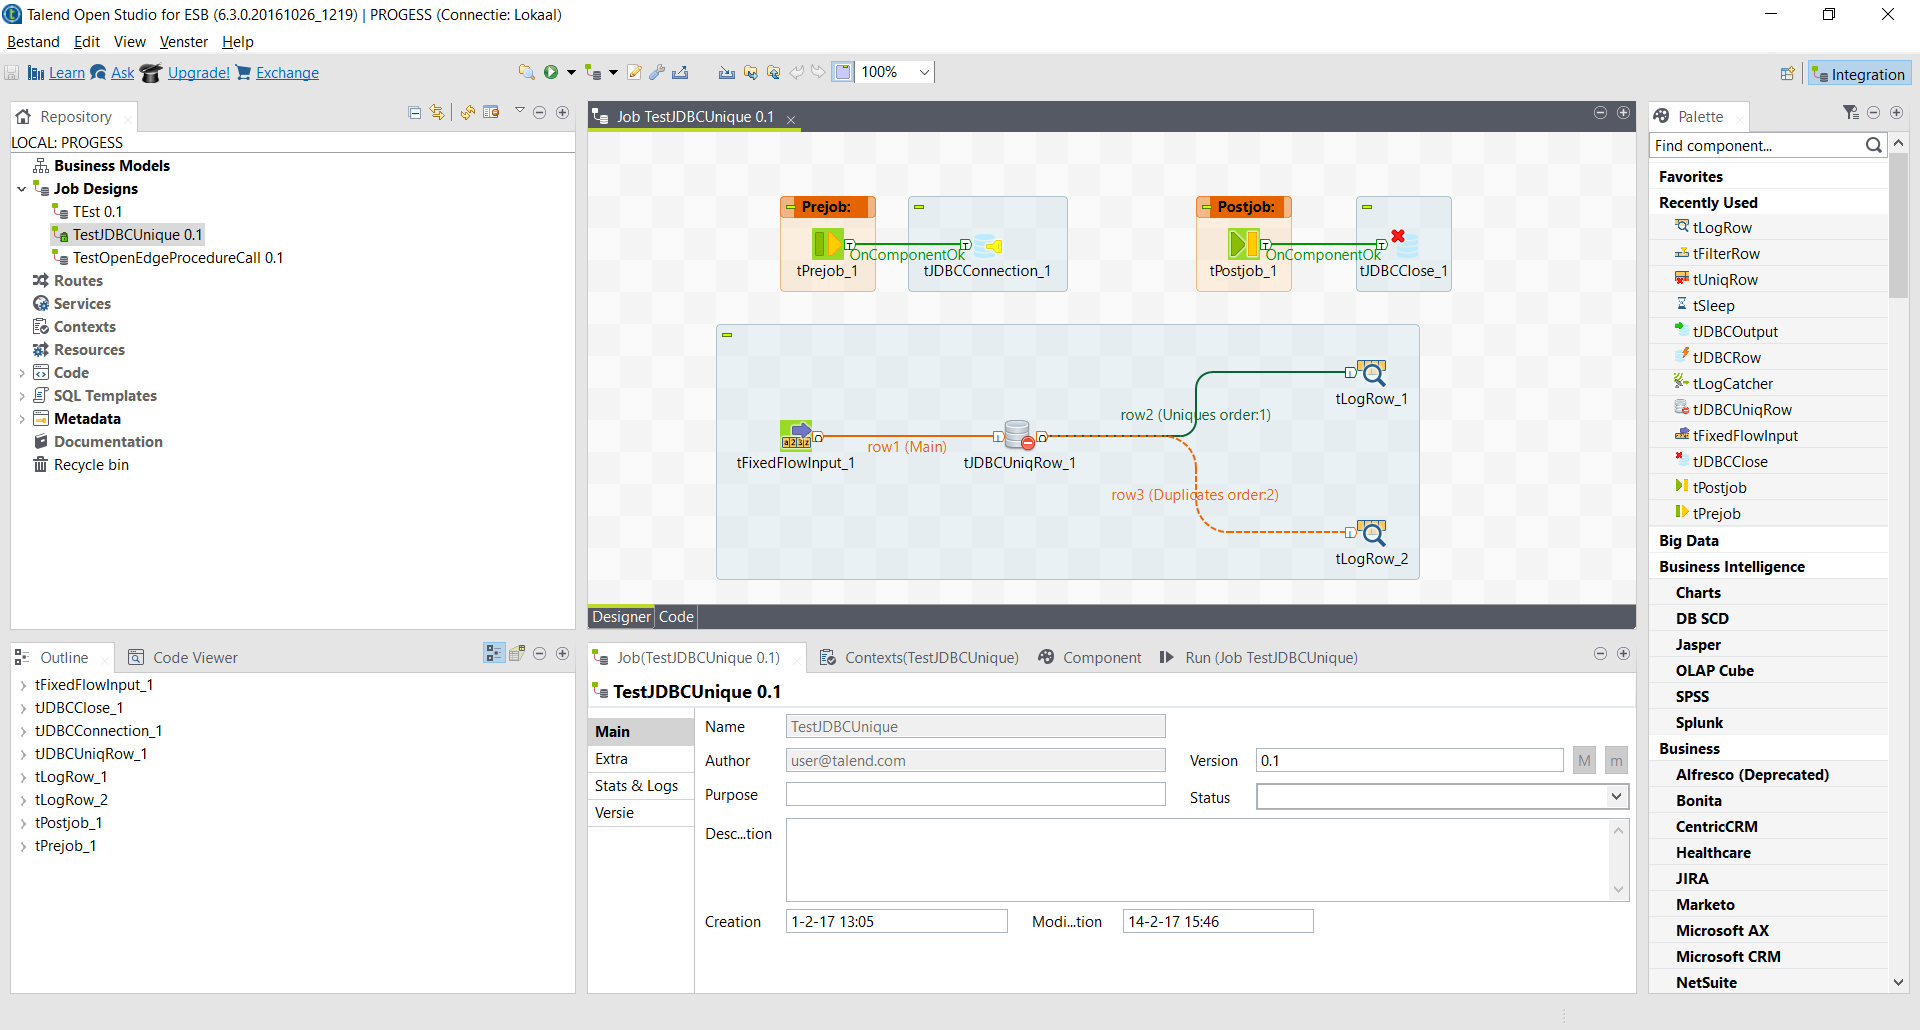 Talend Open Studio for ESB (6.3.0.20161026_1219) | PROGESS (Connectie: Lokaal)
Bestand Edit View Venster Help
Learn Ask Upgrade! Exchange 100% Integration
Repository
LOCAL: PROGESS
Business Models
Job Designs
TEst 0.1
TestJDBCUnique 0.1
TestOpenEdgeProcedureCall 0.1
Routes
Services
Contexts
Resources
Code
SQL Templates
Metadata
Documentation
Recycle bin
Job TestJDBCUnique 0.1
Prejob:
OnComponentOk
tPrejob_1
tJDBCConnection_1
Postjob:
OnComponentOk
tPostjob_1
tJDBCClose_1
tFixedFlowInput_1
row1 (Main)
tJDBCUniqRow_1
row2 (Uniques order:1)
tLogRow_1
row3 (Duplicates order:2)
tLogRow_2
Designer Code
Palette
Find component...
Favorites
Recently Used
tLogRow
tFilterRow
tUniqRow
tSleep
tJDBCOutput
tJDBCRow
tLogCatcher
tJDBCUniqRow
tFixedFlowInput
tJDBCClose
tPostjob
tPrejob
Big Data
Business Intelligence
Charts
DB SCD
Jasper
OLAP Cube
SPSS
Splunk
Business
Alfresco (Deprecated)
Bonita
CentricCRM
Healthcare
JIRA
Marketo
Microsoft AX
Microsoft CRM
NetSuite
Outline Code Viewer
tFixedFlowInput_1
tJDBCClose_1
tJDBCConnection_1
tJDBCUniqRow_1
tLogRow_1
tLogRow_2
tPostjob_1
tPrejob_1
Job(TestJDBCUnique 0.1) Contexts(TestJDBCUnique) Component Run (Job TestJDBCUnique)
TestJDBCUnique 0.1
Main
Extra
Stats & Logs
Versie
Name TestJDBCUnique
Author user@talend.com Version 0.1 M m
Purpose Status
Desc...tion
Creation 1-2-17 13:05 Modi...tion 14-2-17 15:46